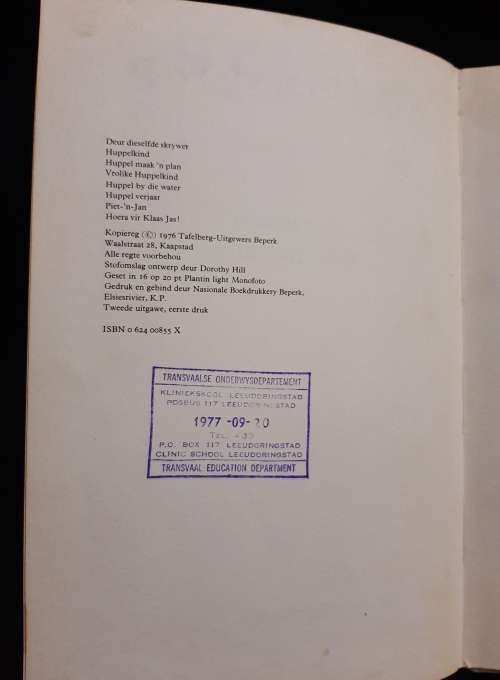 Deur dieselfde skrywer
Huppelkind
Huppel maak 'n plan
Vrolike Huppelkind
Huppel by die water
Huppel verjaar
Piet-'n-Jan
Hoera vir Klaas Jas!
Kopiereg © 1976 Tafelberg-Uitgewers Beperk
Waalstraat 28, Kaapstad
Alle regte voorbehou
Stofomslag ontwerp deur Dorothy Hill
Geset in 16 op 20 pt Plantin light Monofoto
Gedruk en gebind deur Nasionale Boekdrukkery Beperk,
Elsiesrivier, K.P.
Tweede uitgawe, eerste druk
ISBN 0 624 00855 X
TRANSVAALSE ONDERWYSDEPARTEMENT
KLINIEKSKOOL LEEUDORINGSTAD
POSBUS 117 LEEUDORINGSTAD
1977 -09- 20
TEL.
P.O. BOX 117 LEEUDORINGSTAD
CLINIC SCHOOL LEEUDORINGSTAD
TRANSVAAL EDUCATION DEPARTMENT